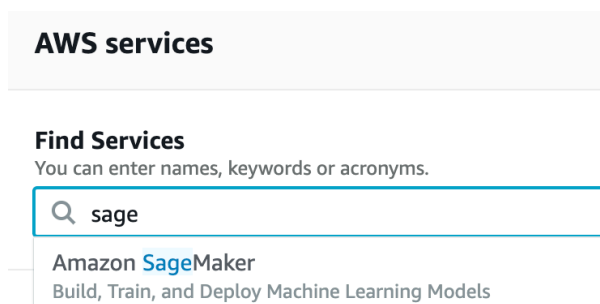 AWS services
Find Services
You can enter names, keywords or acronyms.
sage
Amazon SageMaker
Build, Train, and Deploy Machine Learning Models